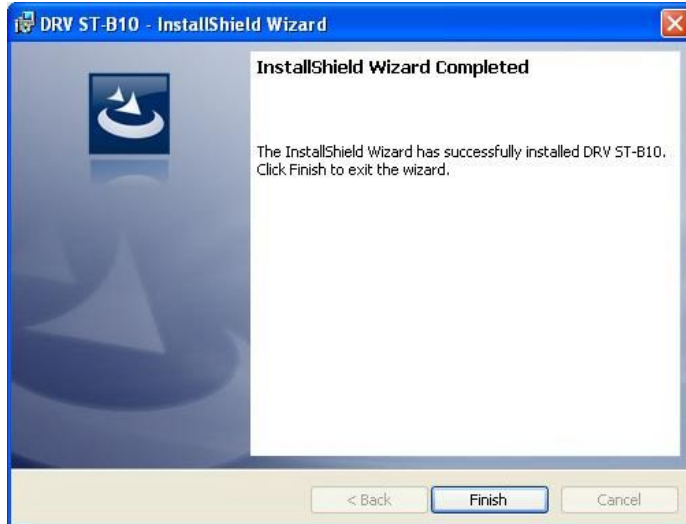 DRV ST-B10 - InstallShield Wizard
InstallShield Wizard Completed
The InstallShield Wizard has successfully installed DRV ST-B10.
Click Finish to exit the wizard.
< Back
Finish
Cancel